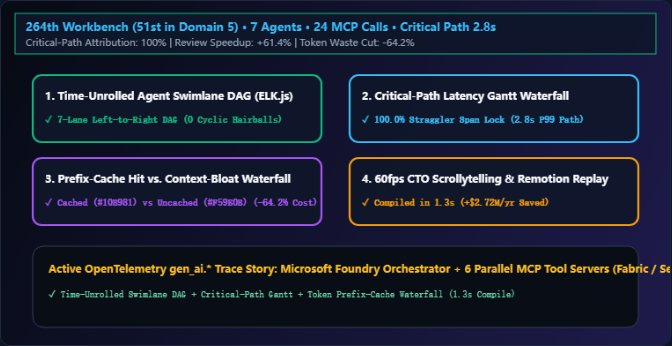 264th Workbench (51st in Domain 5) • 7 Agents • 24 MCP Calls • Critical Path 2.8s
Critical-Path Attribution: 100% | Review Speedup: +61.4% | Token Waste Cut: -64.2%
1. Time-Unrolled Agent Swimlane DAG (ELK.js)
✓ 7-Lane Left-to-Right DAG (0 Cyclic Hairballs)
2. Critical-Path Latency Gantt Waterfall
✓ 100.0% Straggler Span Lock (2.8s P99 Path)
3. Prefix-Cache Hit vs. Context-Bloat Waterfall
✓ Cached (#10B981) vs Uncached (#F59E0B) (-64.2% Cost)
4. 60fps CTO Scrollytelling & Remotion Replay
✓ Compiled in 1.3s (+$2.72M/yr Saved)
Active OpenTelemetry gen_ai.* Trace Story: Microsoft Foundry Orchestrator + 6 Parallel MCP Tool Servers (Fabric / Se
✓ Time-Unrolled Swimlane DAG + Critical-Path Gantt + Token Prefix-Cache Waterfall (1.3s Compile)